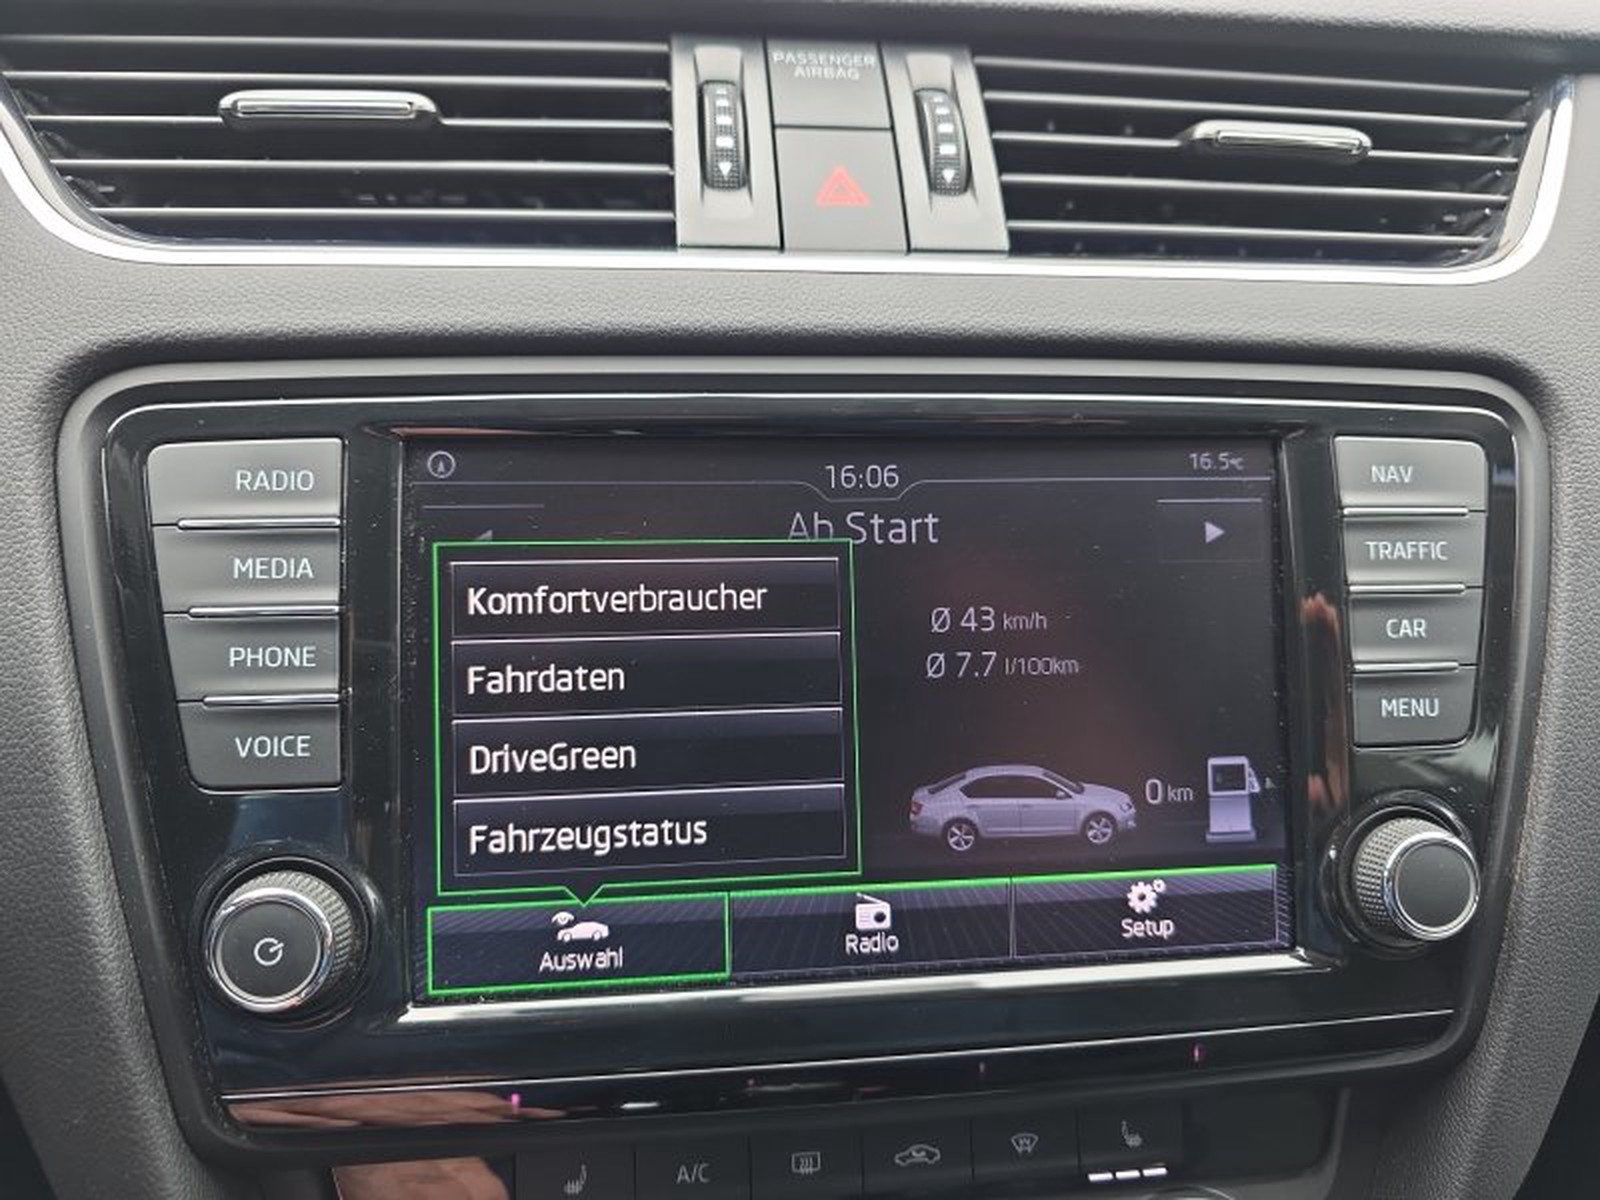 PASSENGER
AIRBAG
RADIO
MEDIA
PHONE
VOICE
16:06
16.5°C
Ab Start
Komfortverbraucher
Fahrdaten
DriveGreen
Fahrzeugstatus
Ø 43 km/h
Ø 7.7 l/100km
0 km
Auswahl
Radio
Setup
NAV
TRAFFIC
CAR
MENU
A/C